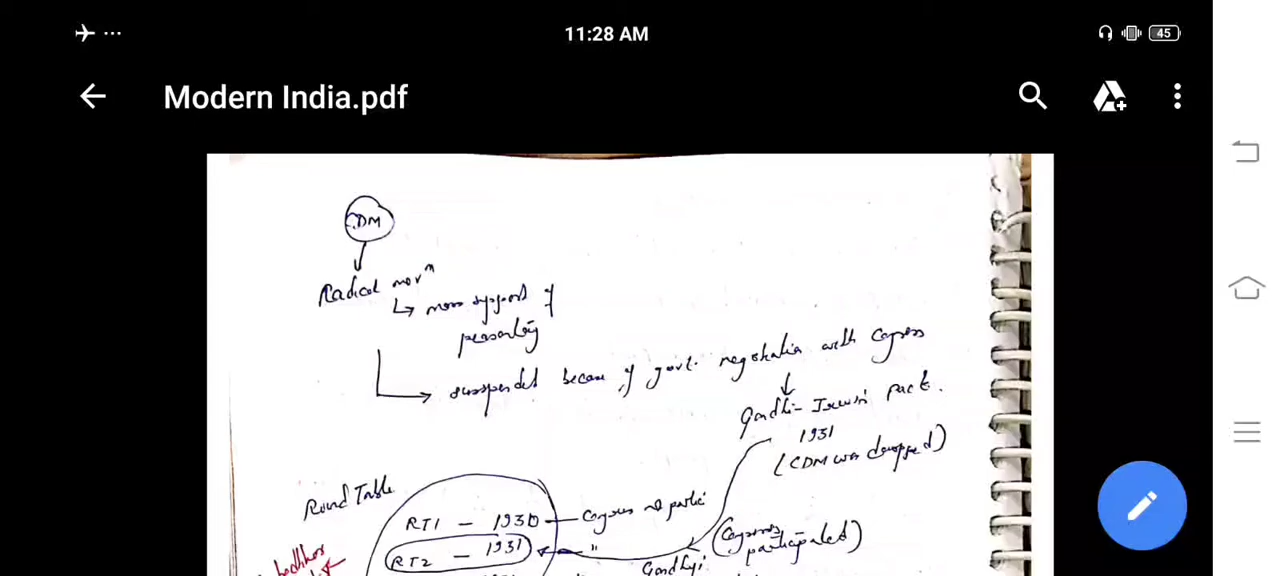 11:28 AM
45
Modern India.pdf
CDM
Radical movn
mass support of
peasantry
suspended because of govt. negotiation with Congress
Gandhi-Irwin pact.
1931
(CDM was dropped)
Round Table
RT1 - 1930 - Congress not partici
RT2 - 1931 "
(Congress
participated)
Gandhiji